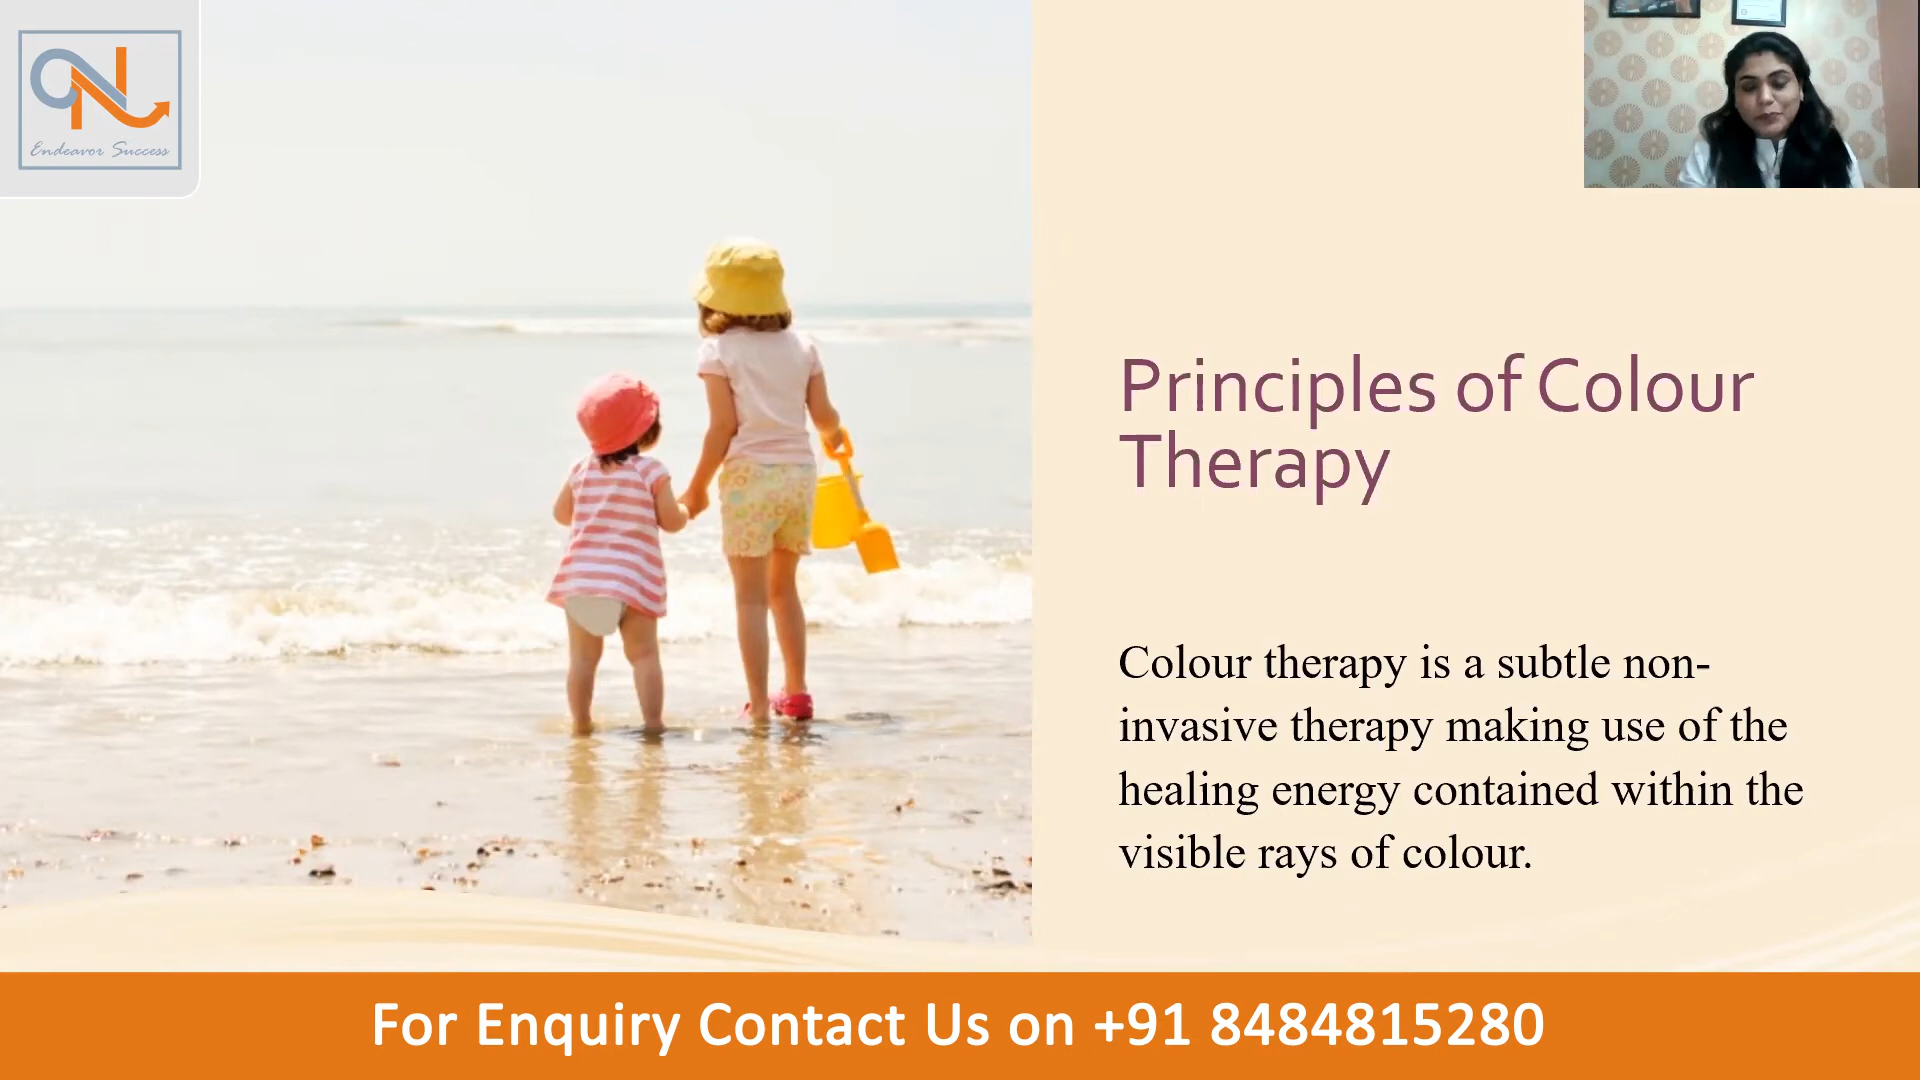 Endeavor Success
Principles of Colour
Therapy
Colour therapy is a subtle non-
invasive therapy making use of the
healing energy contained within the
visible rays of colour.
For Enquiry Contact Us on +91 8484815280